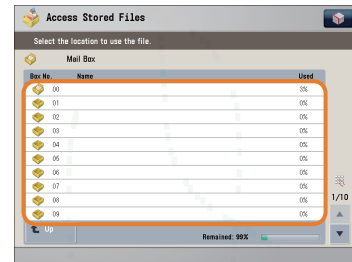 Access Stored Files
Select the location to use the file.
Mail Box
Box No. Name Used
00 3%
01 0%
02 0%
03 0%
04 0%
05 0%
06 0%
07 0%
08 0%
09 0%
1/10
Up
Remained: 99%